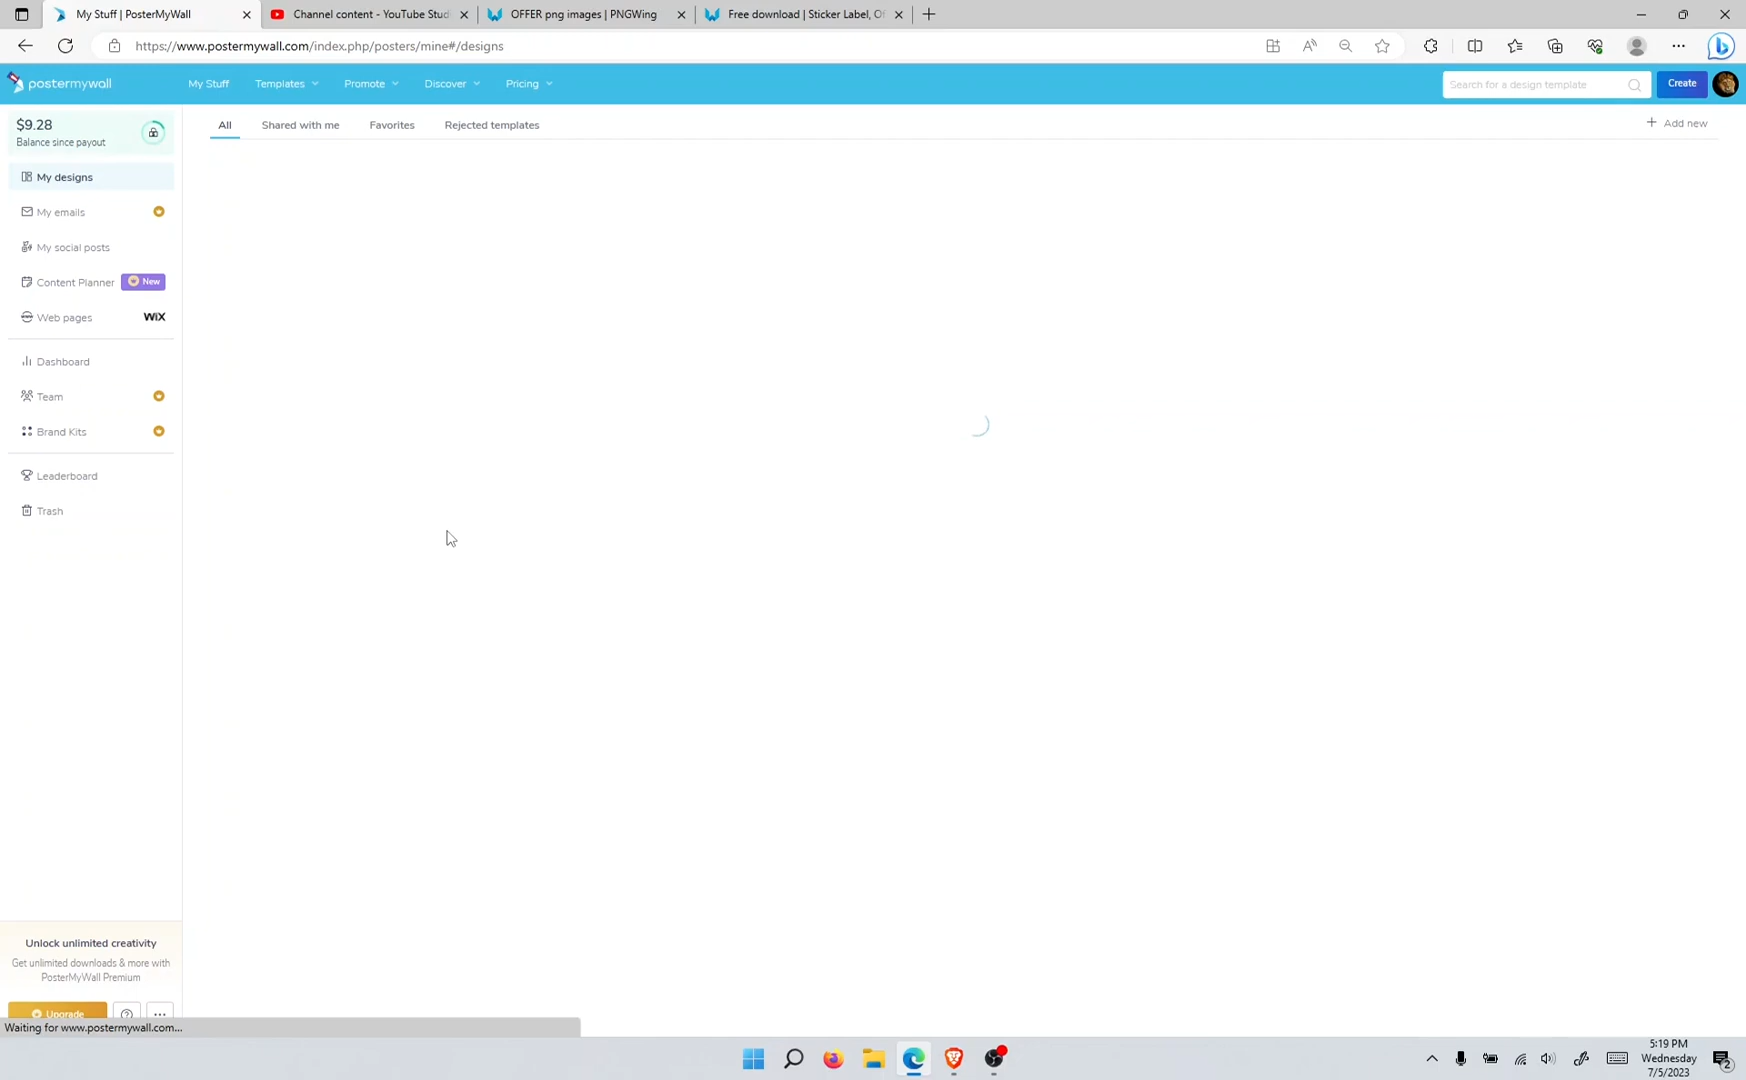 My Stuff | PosterMyWall
Channel content - YouTube Stud
OFFER png images | PNGWing
Free download | Sticker Label, Of
https://www.postermywall.com/index.php/posters/mine#/designs
postermywall
My Stuff
Templates
Promote
Discover
Pricing
Search for a design template
Create
$9.28
Balance since payout
All
Shared with me
Favorites
Rejected templates
+ Add new
My designs
My emails
My social posts
Content Planner
New
Web pages
WiX
Dashboard
Team
Brand Kits
Leaderboard
Trash
Unlock unlimited creativity
Get unlimited downloads & more with
PosterMyWall Premium
Upgrade
Waiting for www.postermywall.com...
5:19 PM
Wednesday
7/5/2023
2